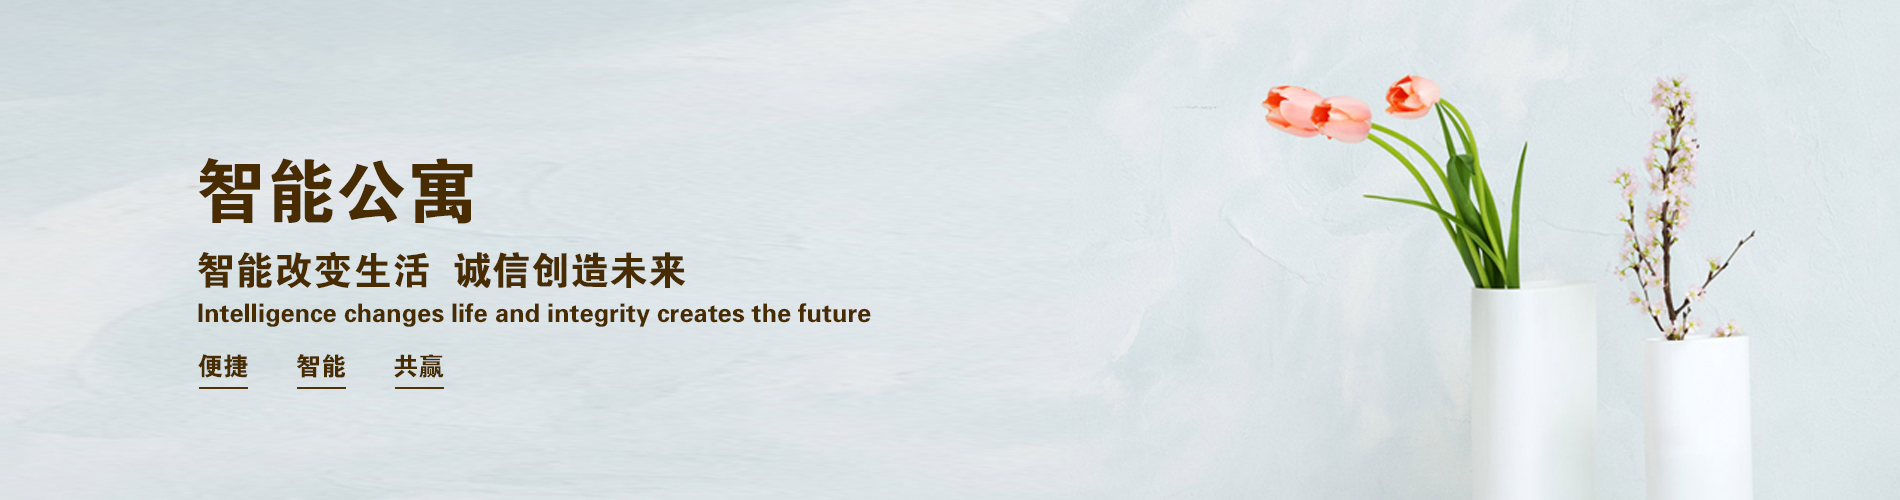 智能公寓
智能改变生活 诚信创造未来
Intelligence changes life and integrity creates the future
便捷 智能 共赢